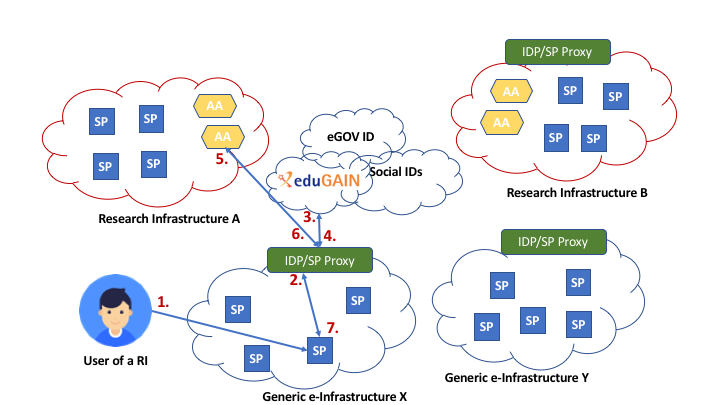 IDP/SP Proxy
AA
SP
SP
AA
SP
SP
AA
AA
SP
SP
SP
SP
Research Infrastructure A
Research Infrastructure B
eGOV ID
Social IDs
eduGAIN
5.
3.
6.
4.
IDP/SP Proxy
2.
SP
SP
7.
SP
SP
Generic e-Infrastructure X
1.
User of a RI
IDP/SP Proxy
SP
SP
SP
SP
SP
Generic e-Infrastructure Y